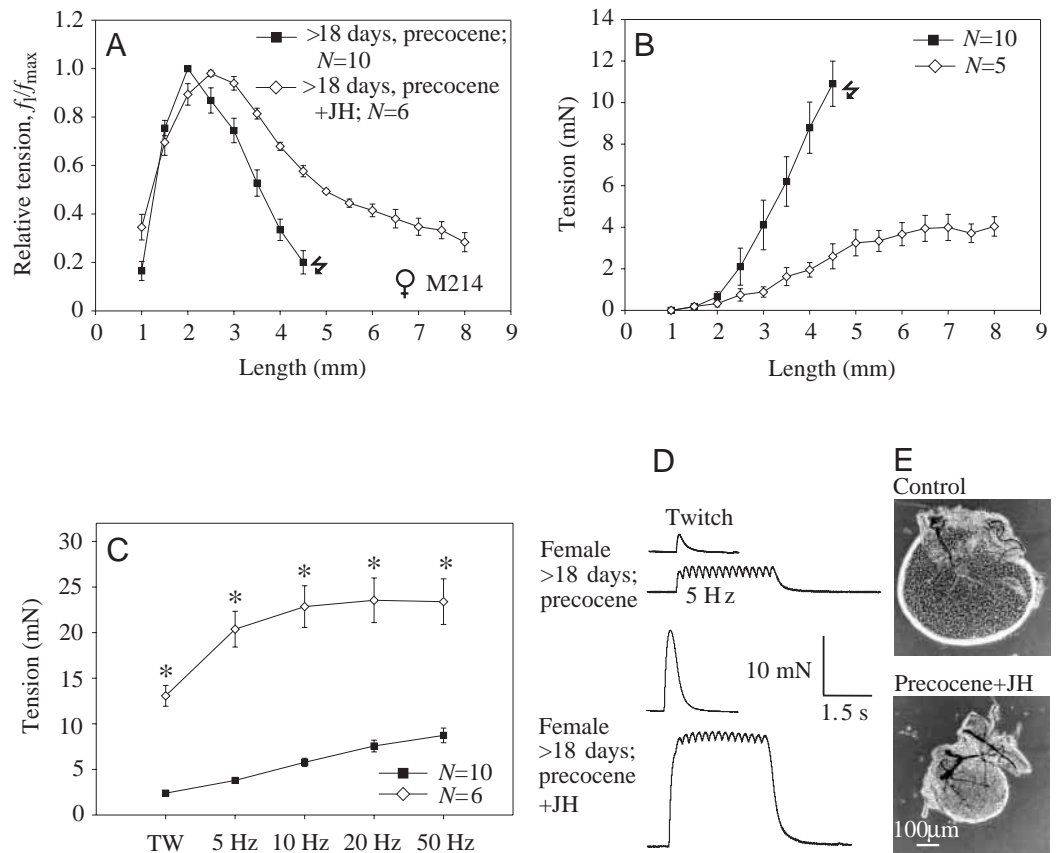 A
>18 days, precocene;
N=10
>18 days, precocene
+JH; N=6
Relative tension, fl/fmax
1.2
1.0
0.8
0.6
0.4
0.2
0
0 1 2 3 4 5 6 7 8 9
Length (mm)
♀ M214
B
N=10
N=5
Tension (mN)
14
12
10
8
6
4
2
0
0 1 2 3 4 5 6 7 8 9
Length (mm)
C
Tension (mN)
30
25
20
15
10
5
0
* * * * *
N=10
N=6
TW 5 Hz 10 Hz 20 Hz 50 Hz
D
Twitch
Female
>18 days;
precocene
5 Hz
10 mN
1.5 s
Female
>18 days;
precocene
+JH
E
Control
Precocene+JH
100µm